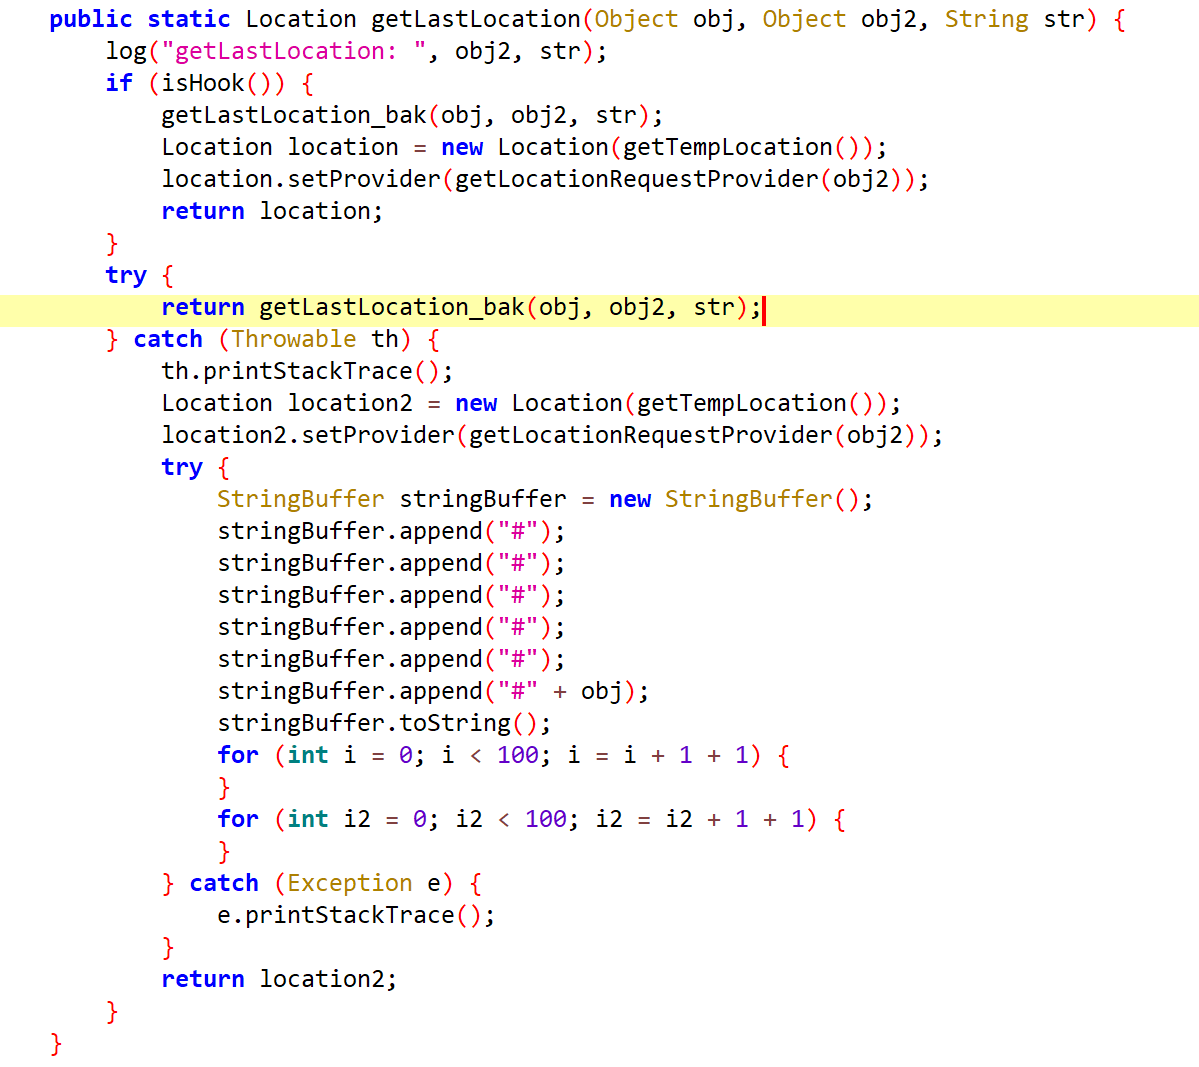 public static Location getLastLocation(Object obj, Object obj2, String str) {
    log("getLastLocation: ", obj2, str);
    if (isHook()) {
        getLastLocation_bak(obj, obj2, str);
        Location location = new Location(getTempLocation());
        location.setProvider(getLocationRequestProvider(obj2));
        return location;
    }
    try {
        return getLastLocation_bak(obj, obj2, str);
    } catch (Throwable th) {
        th.printStackTrace();
        Location location2 = new Location(getTempLocation());
        location2.setProvider(getLocationRequestProvider(obj2));
        try {
            StringBuffer stringBuffer = new StringBuffer();
            stringBuffer.append("#");
            stringBuffer.append("#");
            stringBuffer.append("#");
            stringBuffer.append("#");
            stringBuffer.append("#");
            stringBuffer.append("#" + obj);
            stringBuffer.toString();
            for (int i = 0; i < 100; i = i + 1 + 1) {
            }
            for (int i2 = 0; i2 < 100; i2 = i2 + 1 + 1) {
            }
        } catch (Exception e) {
            e.printStackTrace();
        }
        return location2;
    }
}